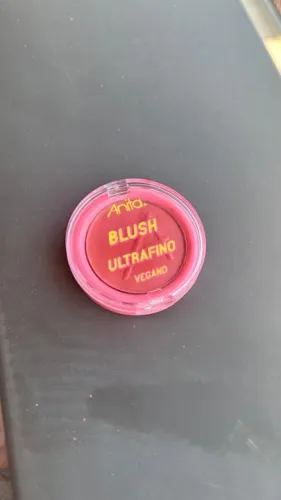 Anita.
BLUSH
ULTRAFINO
VEGANO